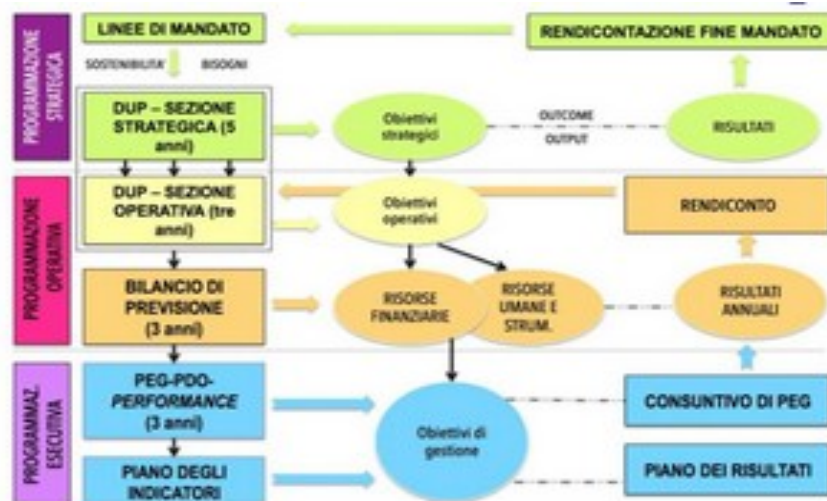 PROGRAMMAZIONE
STRATEGICA
LINEE DI MANDATO
RENDICONTAZIONE FINE MANDATO
SOSTENIBILITA' BISOGNI
DUP – SEZIONE
STRATEGICA (5
anni)
Obiettivi
strategici
OUTCOME
OUTPUT
RISULTATI
PROGRAMMAZIONE
OPERATIVA
DUP – SEZIONE
OPERATIVA (tre
anni)
Obiettivi
operativi
RENDICONTO
BILANCIO DI
PREVISIONE
(3 anni)
RISORSE
FINANZIARIE
RISORSE
UMANE E
STRUM.
RISULTATI
ANNUALI
PROGRAMMAZ.
ESECUTIVA
PEG-PDO-
PERFORMANCE
(3 anni)
Obiettivi di
gestione
CONSUNTIVO DI PEG
PIANO DEGLI
INDICATORI
PIANO DEI RISULTATI